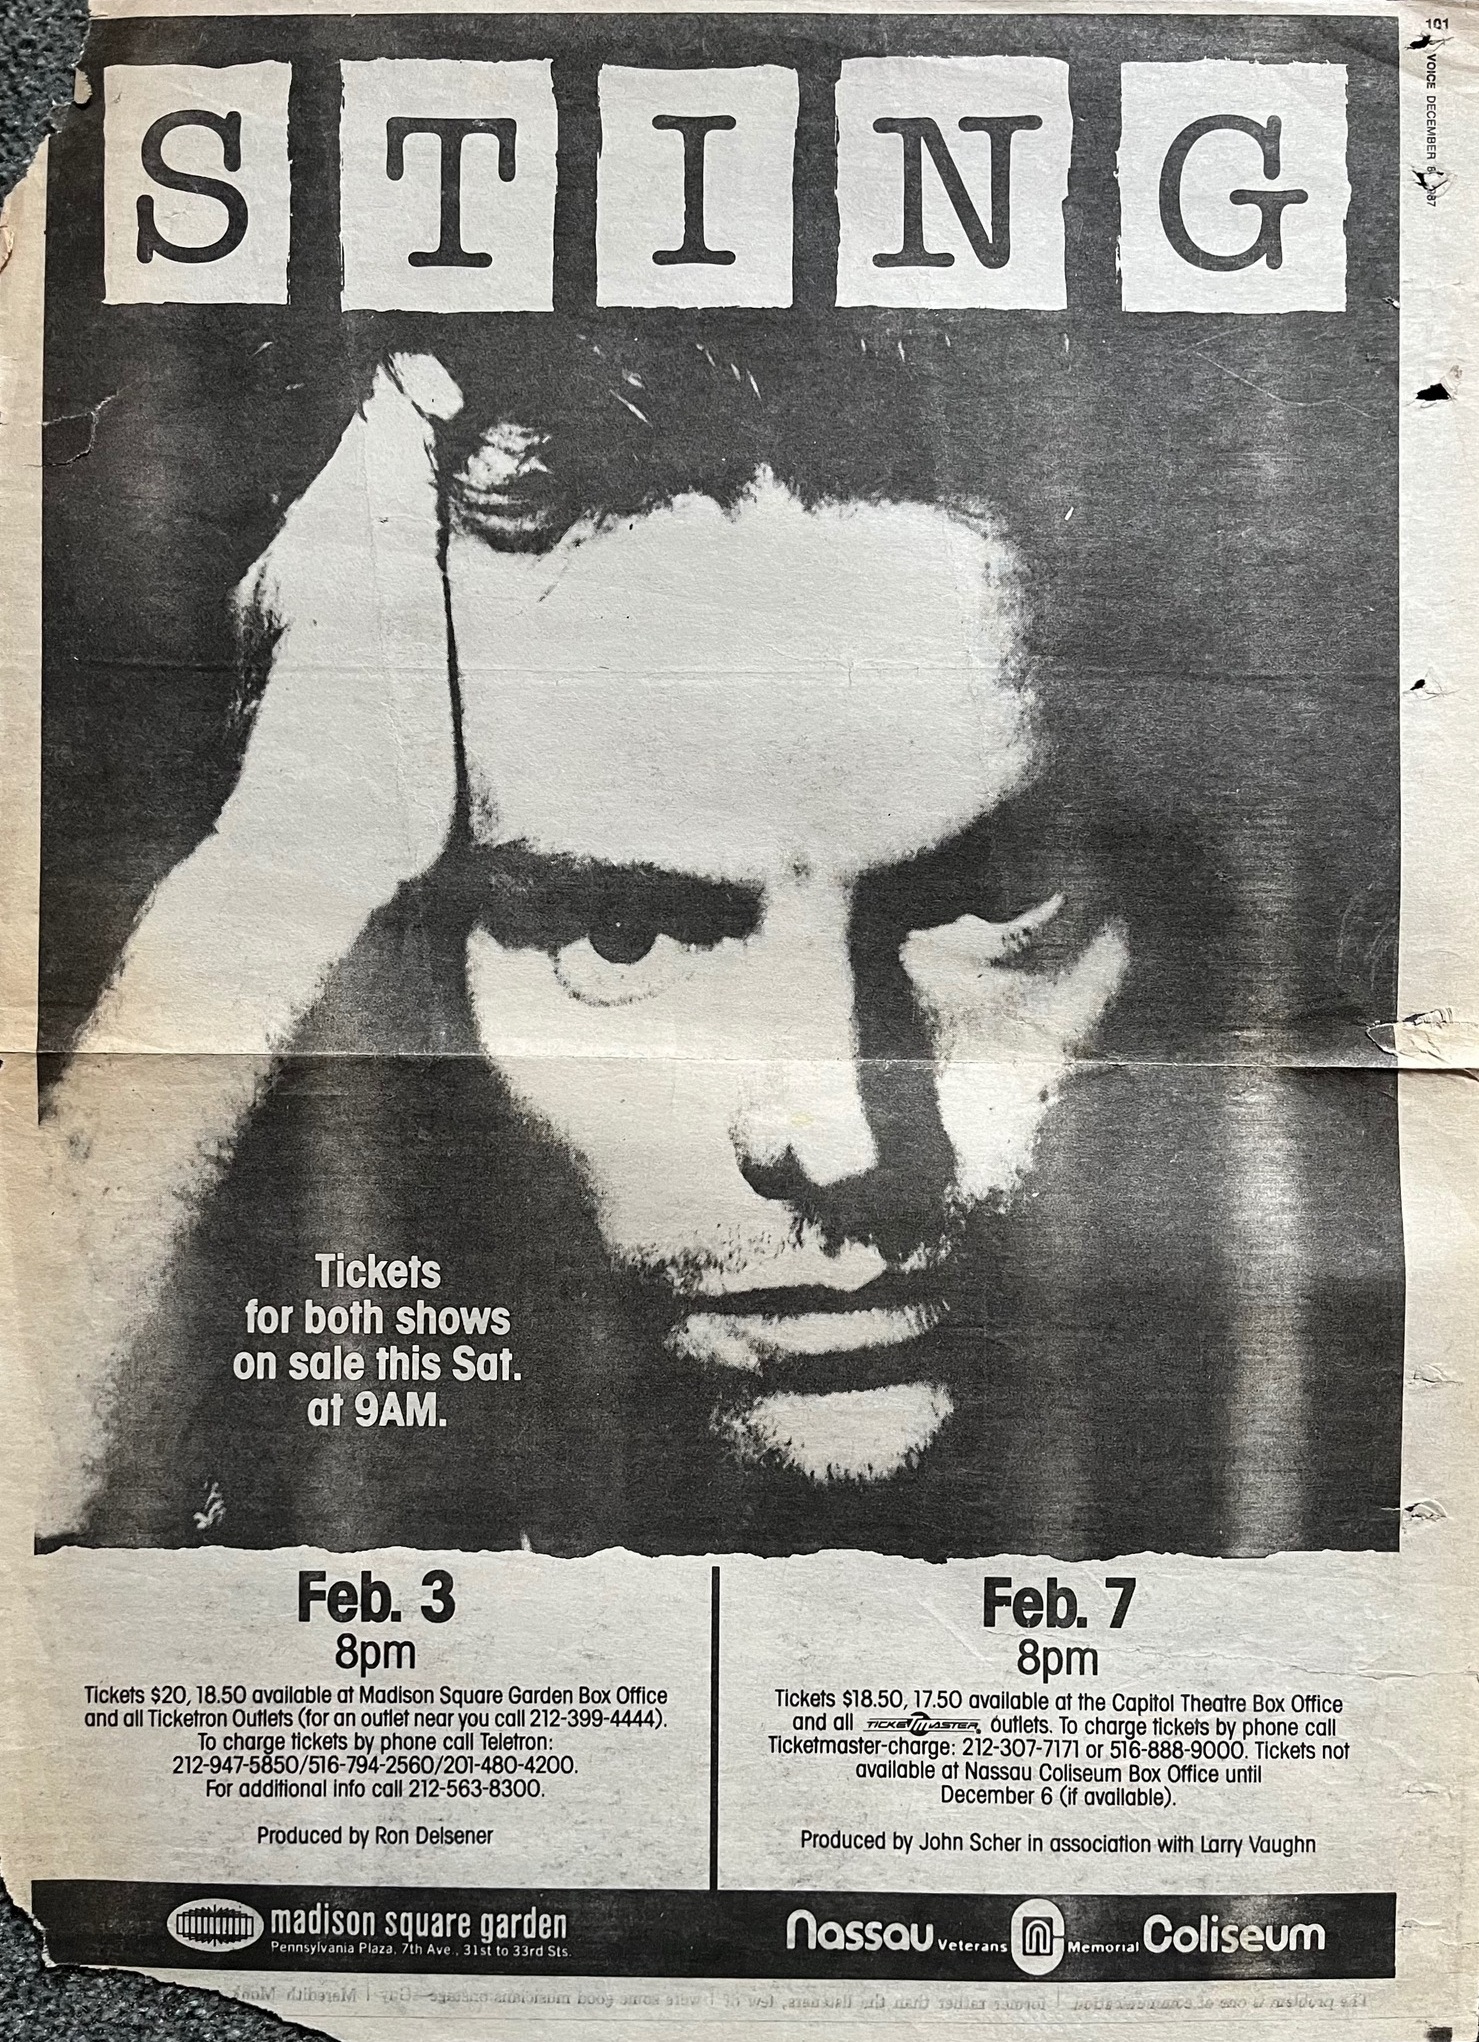 101
VOICE DECEMBER
STING
Tickets
for both shows
on sale this Sat.
at 9AM.
Feb. 3
8pm
Tickets $20, 18.50 available at Madison Square Garden Box Office
and all Ticketron Outlets (for an outlet near you call 212-399-4444).
To charge tickets by phone call Teletron:
212-947-5850/516-794-2560/201-480-4200.
For additional info call 212-563-8300.
Produced by Ron Delsener
Feb. 7
8pm
Tickets $18.50, 17.50 available at the Capitol Theatre Box Office
and all TICKETMASTER outlets. To charge tickets by phone call
Ticketmaster-charge: 212-307-7171 or 516-888-9000. Tickets not
available at Nassau Coliseum Box Office until
December 6 (if available).
Produced by John Scher in association with Larry Vaughn
madison square garden
Pennsylvania Plaza, 7th Ave., 31st to 33rd Sts.
Nassau Veterans Memorial Coliseum